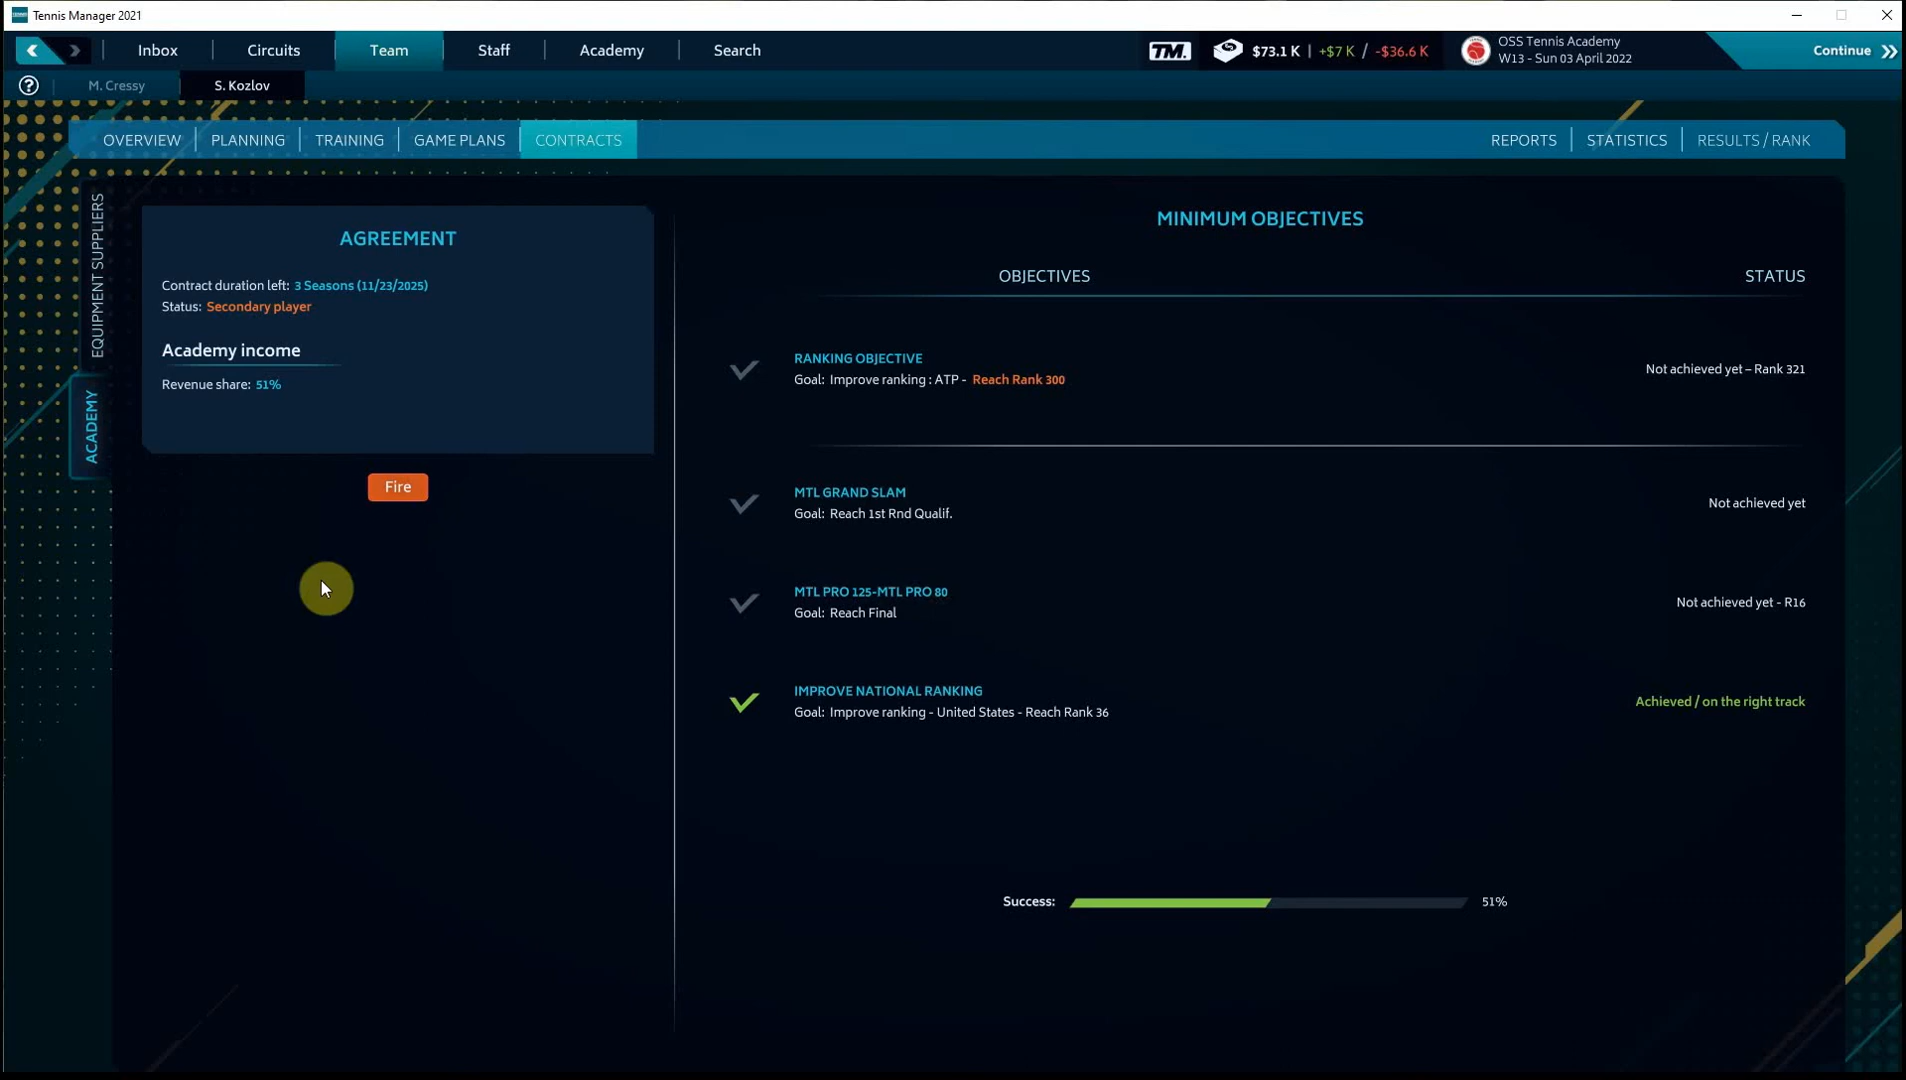 Tennis Manager 2021
Inbox Circuits Team Staff Academy Search
TM. $73.1 K | +$7 K / -$36.6 K
OSS Tennis Academy
W13 - Sun 03 April 2022
Continue
? M. Cressy S. Kozlov
OVERVIEW PLANNING TRAINING GAME PLANS CONTRACTS REPORTS STATISTICS RESULTS / RANK
EQUIPMENT SUPPLIERS
ACADEMY
AGREEMENT
Contract duration left: 3 Seasons (11/23/2025)
Status: Secondary player
Academy income
Revenue share: 51%
Fire
MINIMUM OBJECTIVES
OBJECTIVES STATUS
RANKING OBJECTIVE
Goal: Improve ranking : ATP - Reach Rank 300
Not achieved yet – Rank 321
MTL GRAND SLAM
Goal: Reach 1st Rnd Qualif.
Not achieved yet
MTL PRO 125-MTL PRO 80
Goal: Reach Final
Not achieved yet - R16
IMPROVE NATIONAL RANKING
Goal: Improve ranking - United States - Reach Rank 36
Achieved / on the right track
Success: 51%